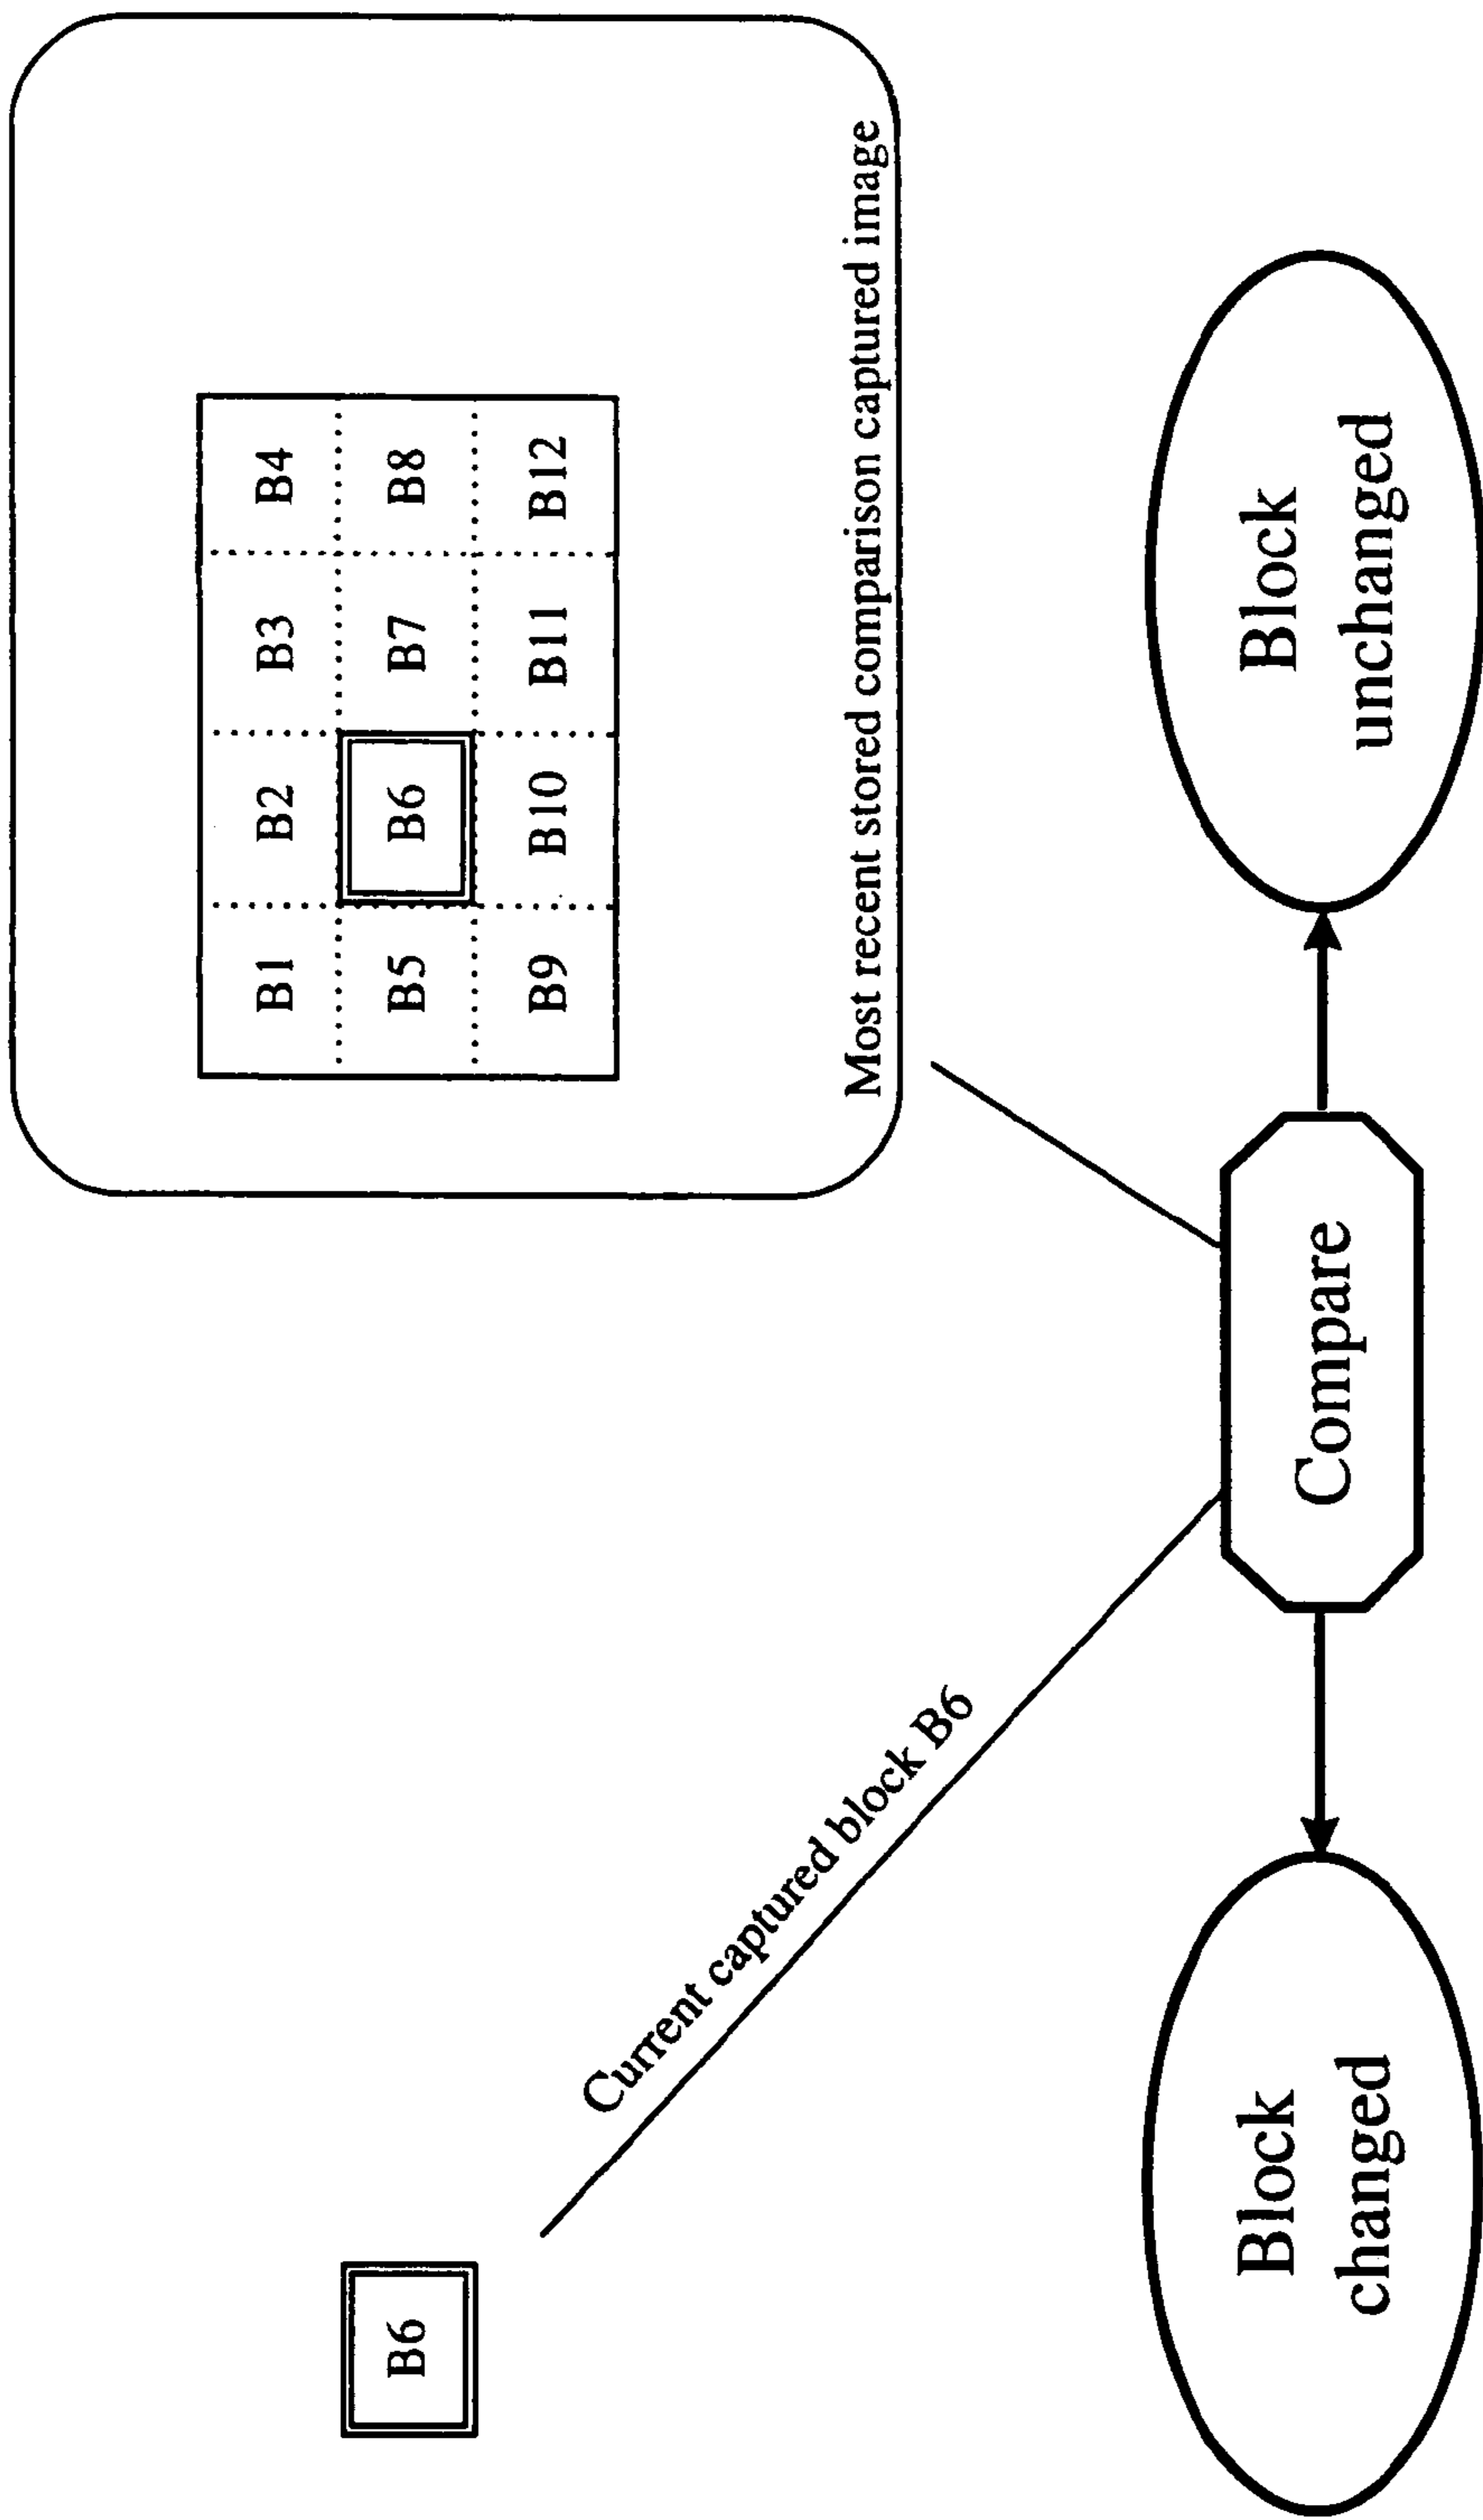 B6
B1 B2 B3 B4
B5 B6 B7 B8
B9 B10 B11 B12
Most recent stored comparison captured image
Current captured block B6
Compare
Block
changed
Block
unchanged